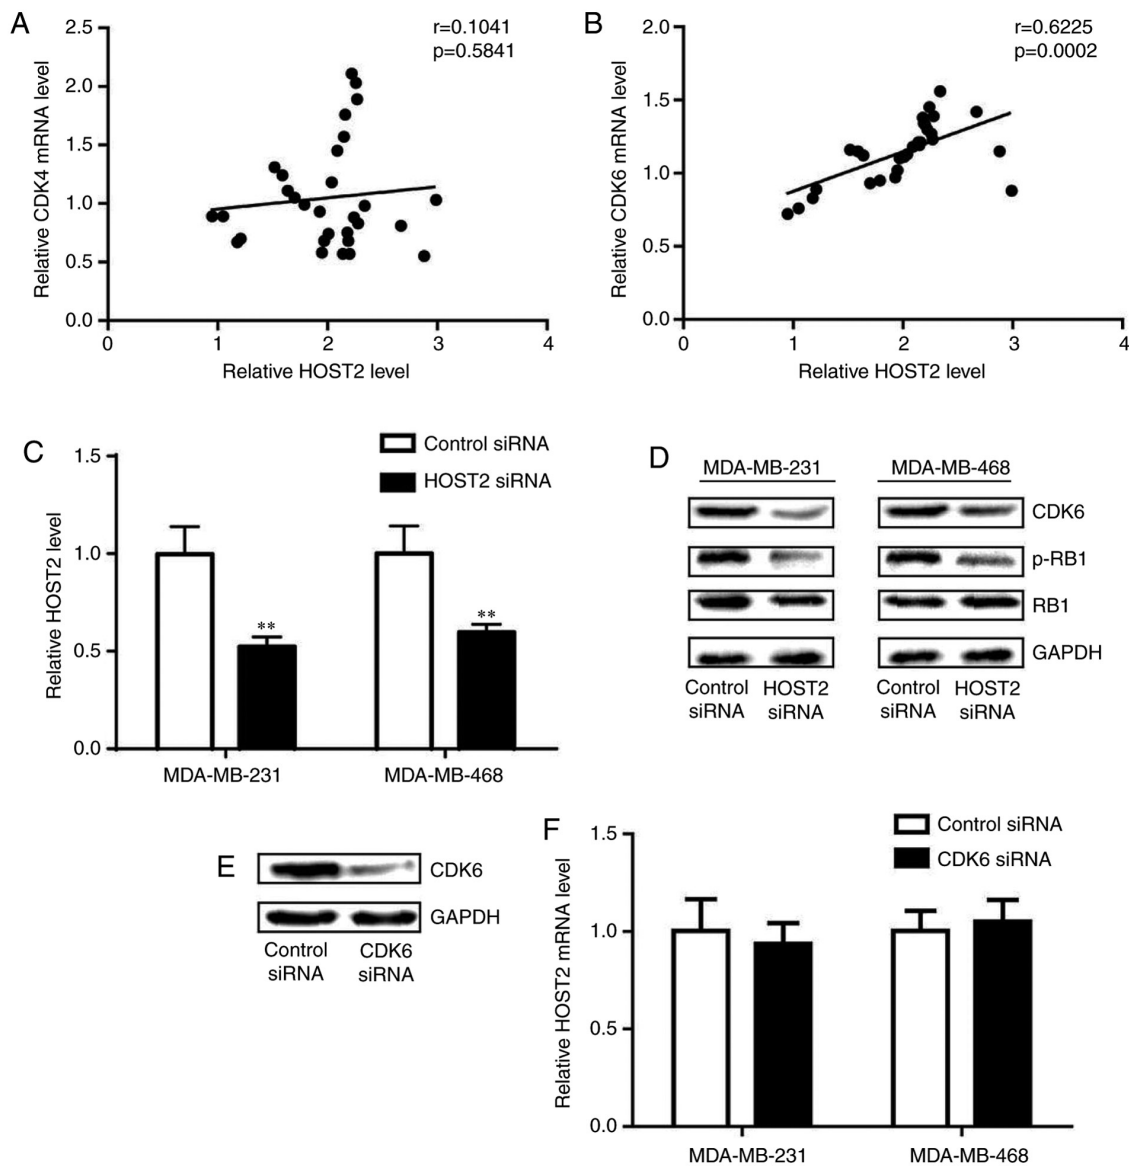 A
r=0.1041
p=0.5841
2.5
2.0
1.5
1.0
0.5
0.0
Relative CDK4 mRNA level
0 1 2 3 4
Relative HOST2 level
B
r=0.6225
p=0.0002
2.0
1.5
1.0
0.5
0.0
Relative CDK6 mRNA level
0 1 2 3 4
Relative HOST2 level
C
Control siRNA
HOST2 siRNA
1.5
1.0
0.5
0.0
Relative HOST2 level
** **
MDA-MB-231 MDA-MB-468
D
MDA-MB-231 MDA-MB-468
CDK6
p-RB1
RB1
GAPDH
Control HOST2 Control HOST2
siRNA siRNA siRNA siRNA
E
CDK6
GAPDH
Control CDK6
siRNA siRNA
F
Control siRNA
CDK6 siRNA
1.5
1.0
0.5
0.0
Relative HOST2 mRNA level
MDA-MB-231 MDA-MB-468